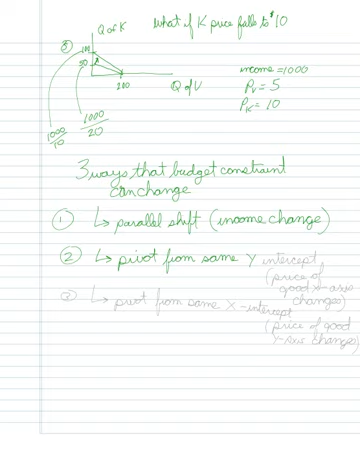 Q of K
What if K price falls to $10
③
100
50
A
200
Q of V
income = 1000
Pv = 5
PK = 10
1000/10
1000/20
3 ways that budget constraint can change
① ↳ parallel shift (income change)
② ↳ pivot from same Y intercept
(price of
good x-axis
changes)
③ ↳ pivot from same X-intercept
(price of good
Y-axis changes)